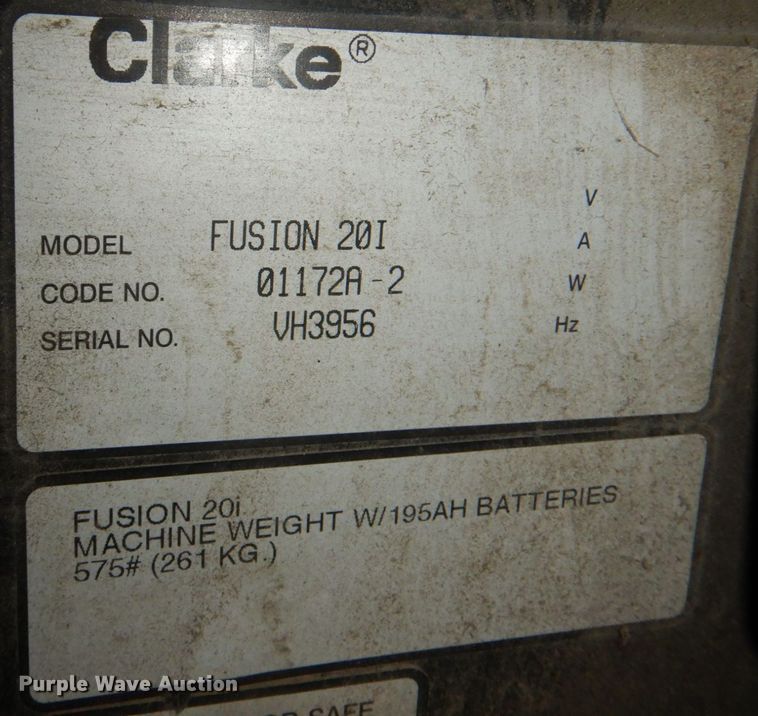 Clarke®
MODEL FUSION 20I V
A
CODE NO. 01172A-2 W
SERIAL NO. VH3956 Hz
FUSION 20i
MACHINE WEIGHT W/195AH BATTERIES
575# (261 KG.)
Purple Wave Auction
SAFE